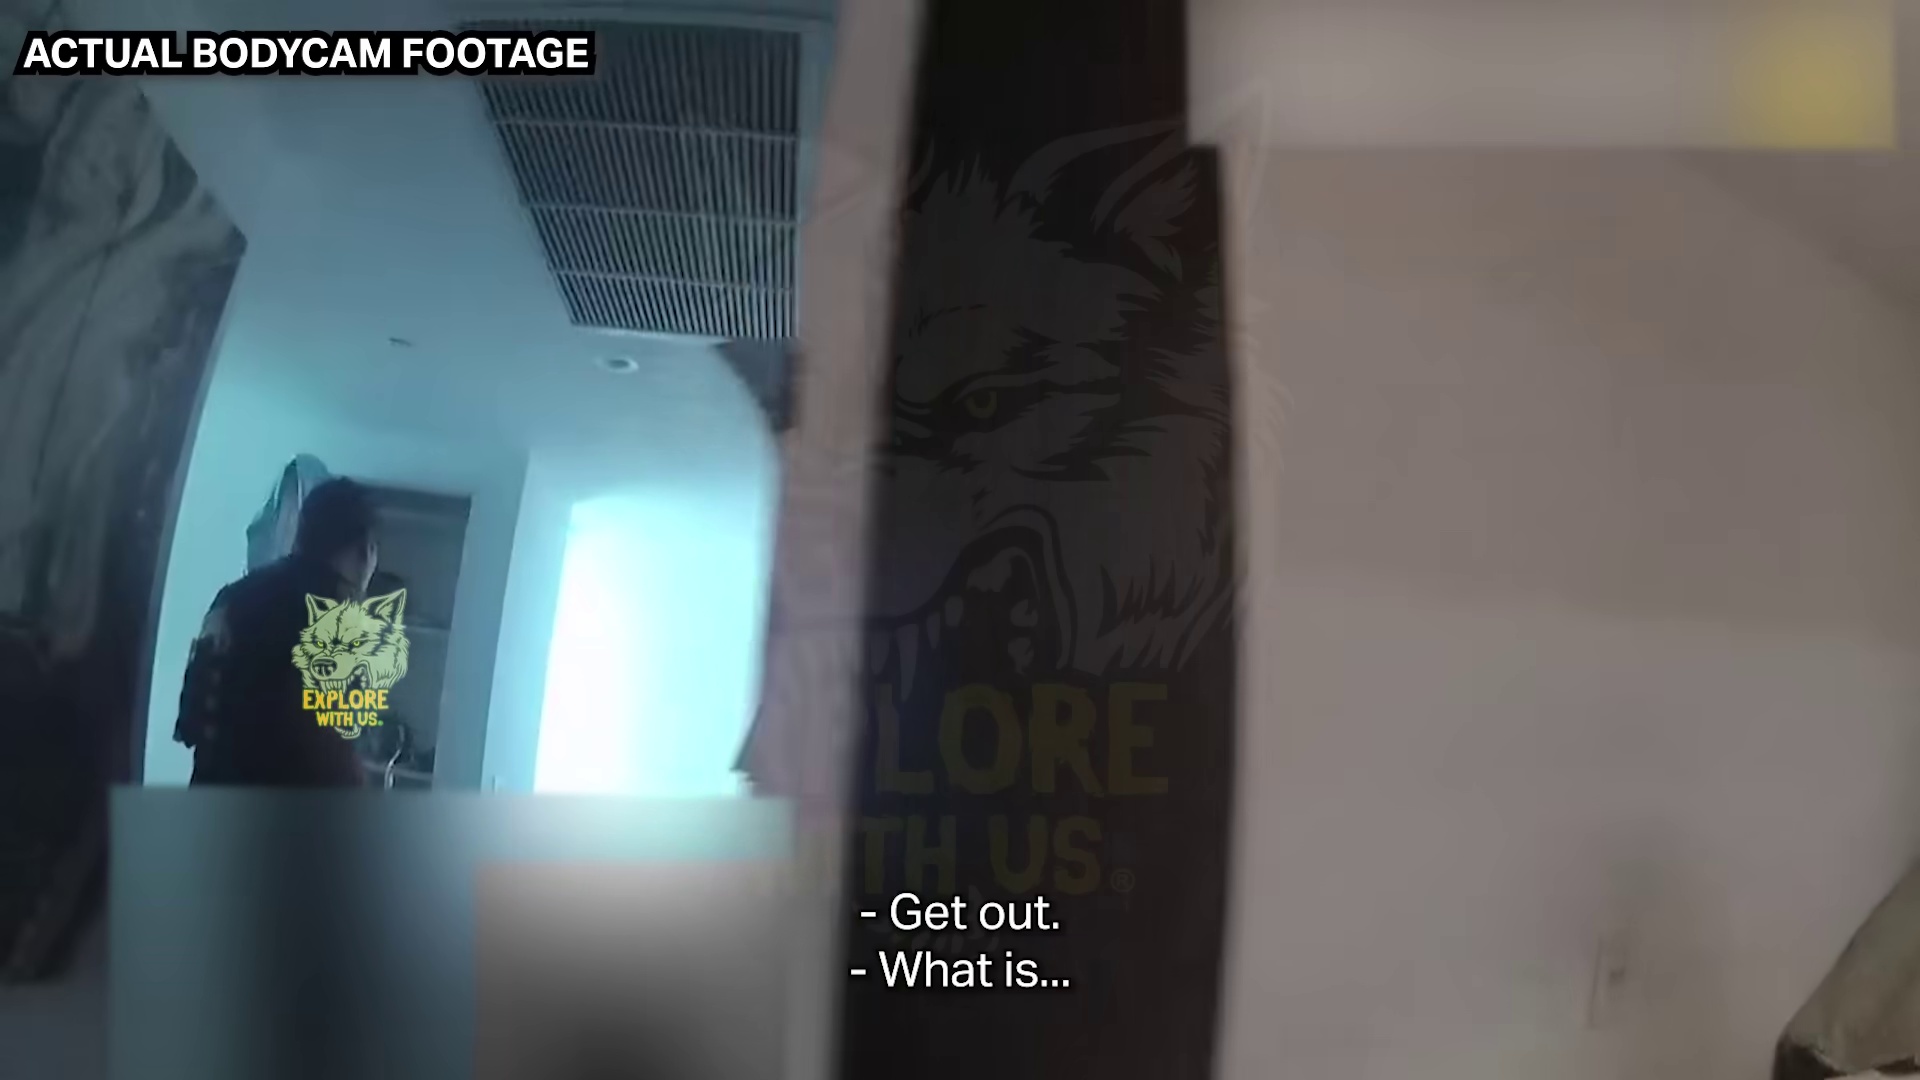 ACTUAL BODYCAM FOOTAGE
EXPLORE
WITH US.
LORE
TH US®
- Get out.
- What is...